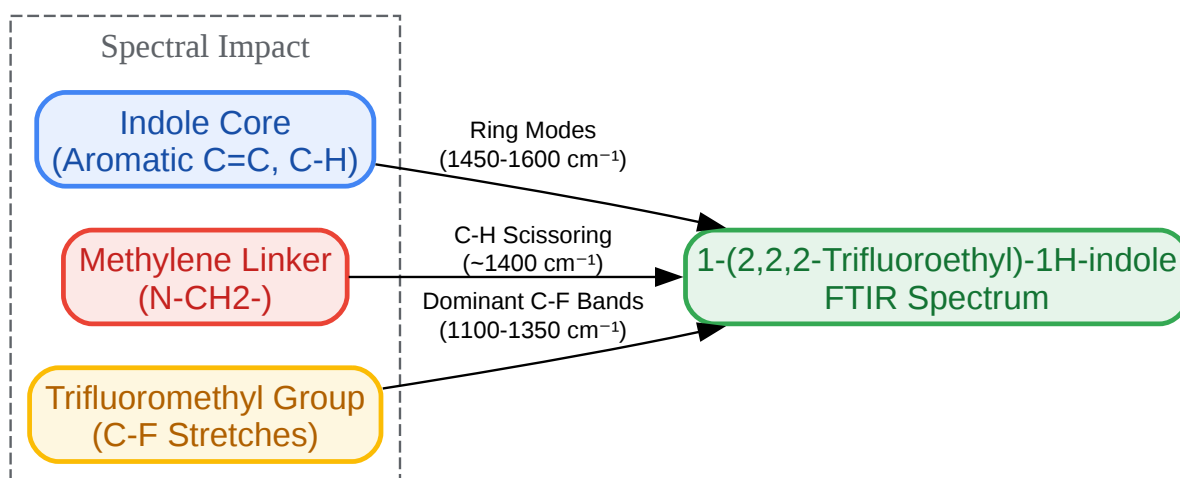 Spectral Impact
Indole Core
(Aromatic C=C, C-H)
Ring Modes
(1450-1600 cm⁻¹)
Methylene Linker
(N-CH2-)
C-H Scissoring
(~1400 cm⁻¹)
1-(2,2,2-Trifluoroethyl)-1H-indole
FTIR Spectrum
Dominant C-F Bands
(1100-1350 cm⁻¹)
Trifluoromethyl Group
(C-F Stretches)